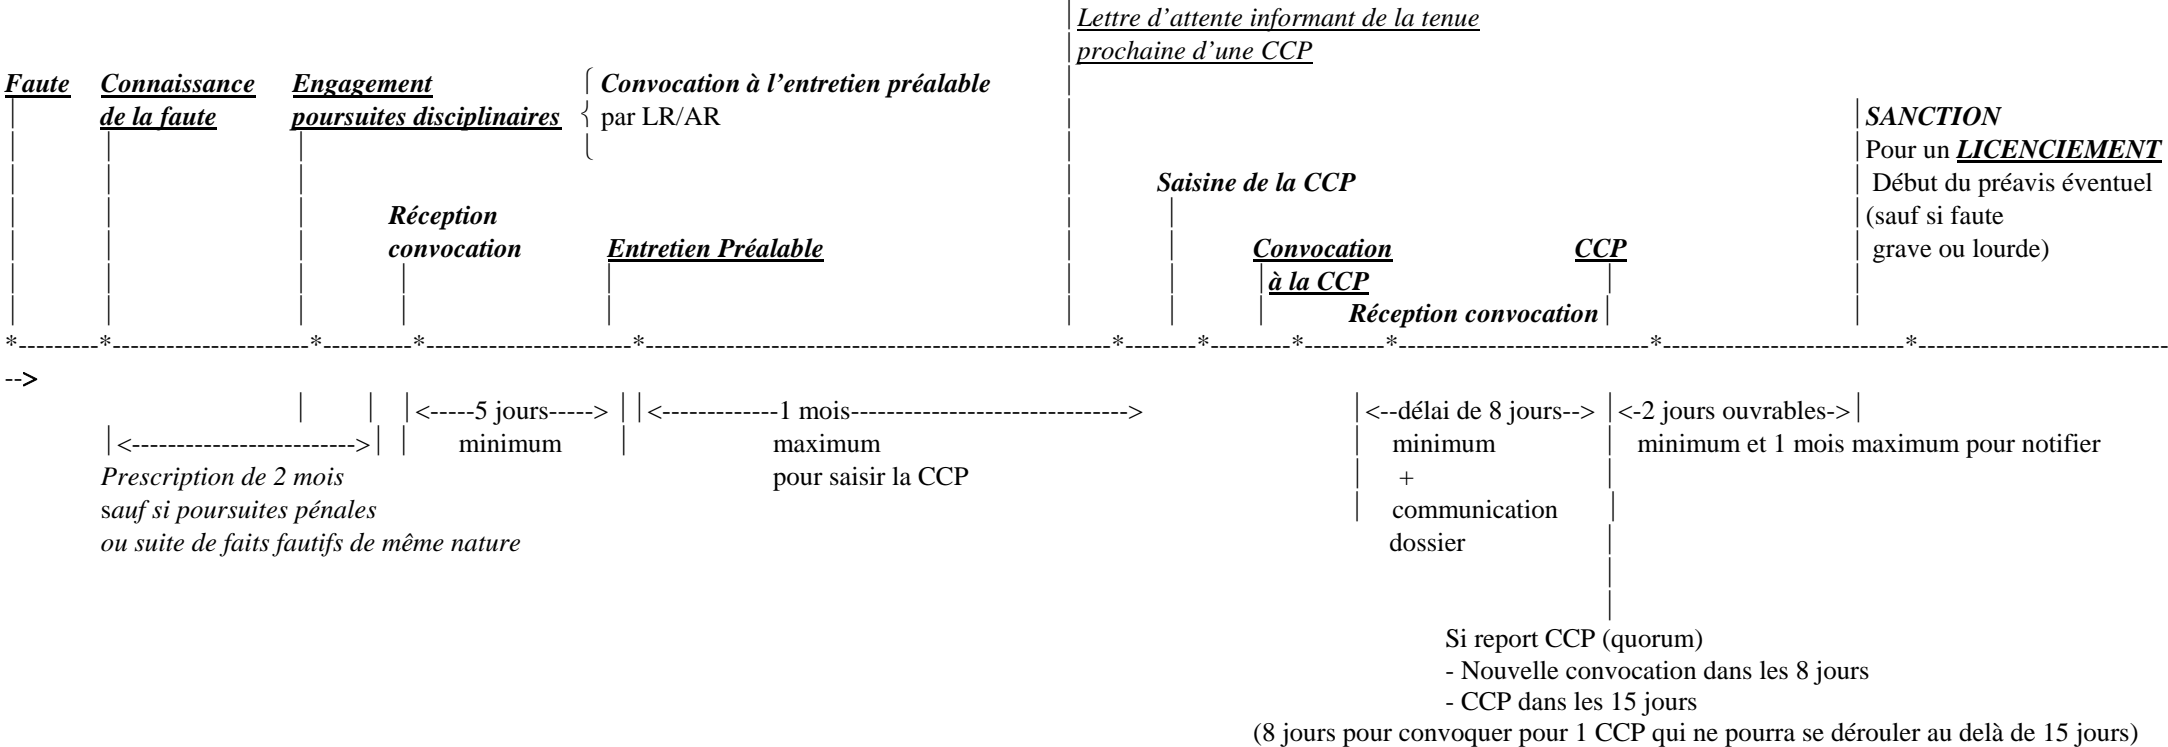 Lettre d’attente informant de la tenue
prochaine d’une CCP
Faute Connaissance Engagement Convocation à l’entretien préalable
de la faute poursuites disciplinaires par LR/AR SANCTION
Pour un LICENCIEMENT
Saisine de la CCP Début du préavis éventuel
Réception (sauf si faute
convocation Entretien Préalable Convocation CCP grave ou lourde)
à la CCP
Réception convocation
*---------*----------------------*----------*-----------------------*----------------------------------------------------*--------*---------*---------*----------------------------*---------------------------*----------------------------
-->
<-----5 jours-----> <-------------1 mois-------------------------------> <--délai de 8 jours--> <-2 jours ouvrables->
<-------------------------> minimum maximum minimum minimum et 1 mois maximum pour notifier
Prescription de 2 mois pour saisir la CCP +
sauf si poursuites pénales communication
ou suite de faits fautifs de même nature dossier
Si report CCP (quorum)
- Nouvelle convocation dans les 8 jours
- CCP dans les 15 jours
(8 jours pour convoquer pour 1 CCP qui ne pourra se dérouler au delà de 15 jours)